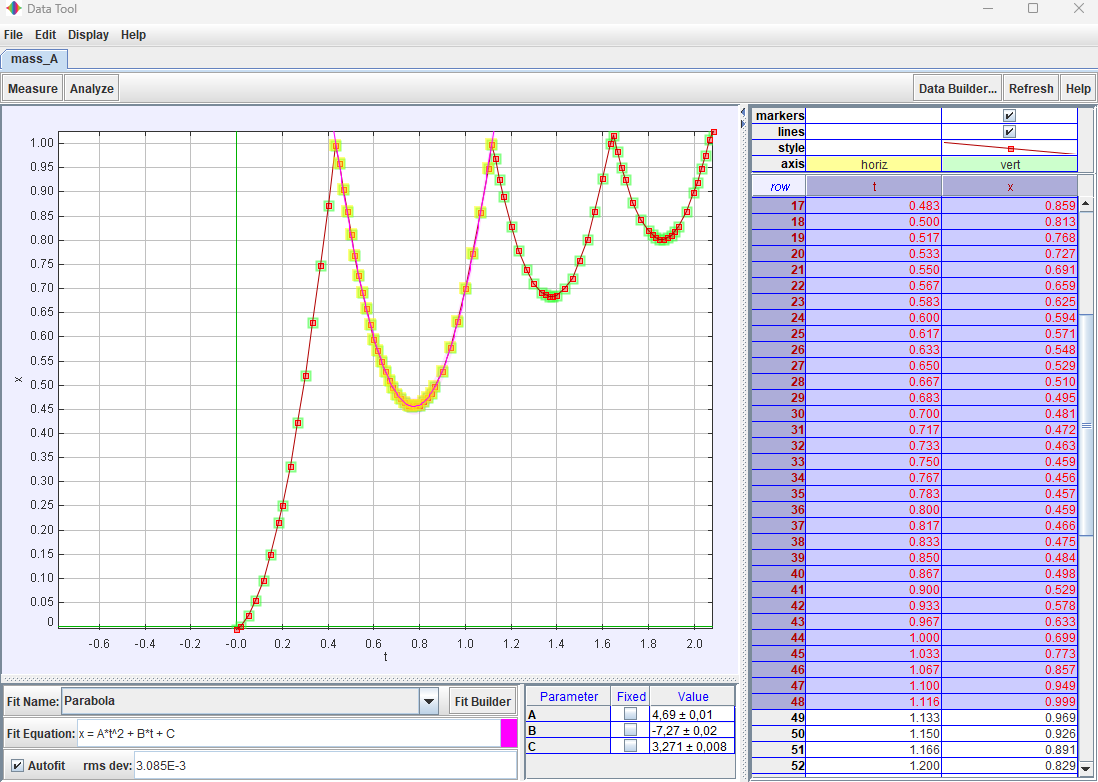 Data Tool
File Edit Display Help
mass_A
Measure Analyze Data Builder... Refresh Help
1.00
0.95
0.90
0.85
0.80
0.75
0.70
0.65
0.60
0.55
0.50
0.45
0.40
0.35
0.30
0.25
0.20
0.15
0.10
0.05
0
x
-0.6 -0.4 -0.2 -0.0 0.2 0.4 0.6 0.8 1.0 1.2 1.4 1.6 1.8 2.0
t
markers
lines
style
axis horiz vert
row t x
17 0.483 0.859
18 0.500 0.813
19 0.517 0.768
20 0.533 0.727
21 0.550 0.691
22 0.567 0.659
23 0.583 0.625
24 0.600 0.594
25 0.617 0.571
26 0.633 0.548
27 0.650 0.529
28 0.667 0.510
29 0.683 0.495
30 0.700 0.481
31 0.717 0.472
32 0.733 0.463
33 0.750 0.459
34 0.767 0.456
35 0.783 0.457
36 0.800 0.459
37 0.817 0.466
38 0.833 0.475
39 0.850 0.484
40 0.867 0.498
41 0.900 0.529
42 0.933 0.578
43 0.967 0.633
44 1.000 0.699
45 1.033 0.773
46 1.067 0.857
47 1.100 0.949
48 1.116 0.999
49 1.133 0.969
50 1.150 0.926
51 1.166 0.891
52 1.200 0.829
Fit Name: Parabola Fit Builder
Fit Equation: x = A*t^2 + B*t + C
Autofit rms dev: 3.085E-3
Parameter Fixed Value
A 4,69 ± 0,01
B -7,27 ± 0,02
C 3,271 ± 0,008